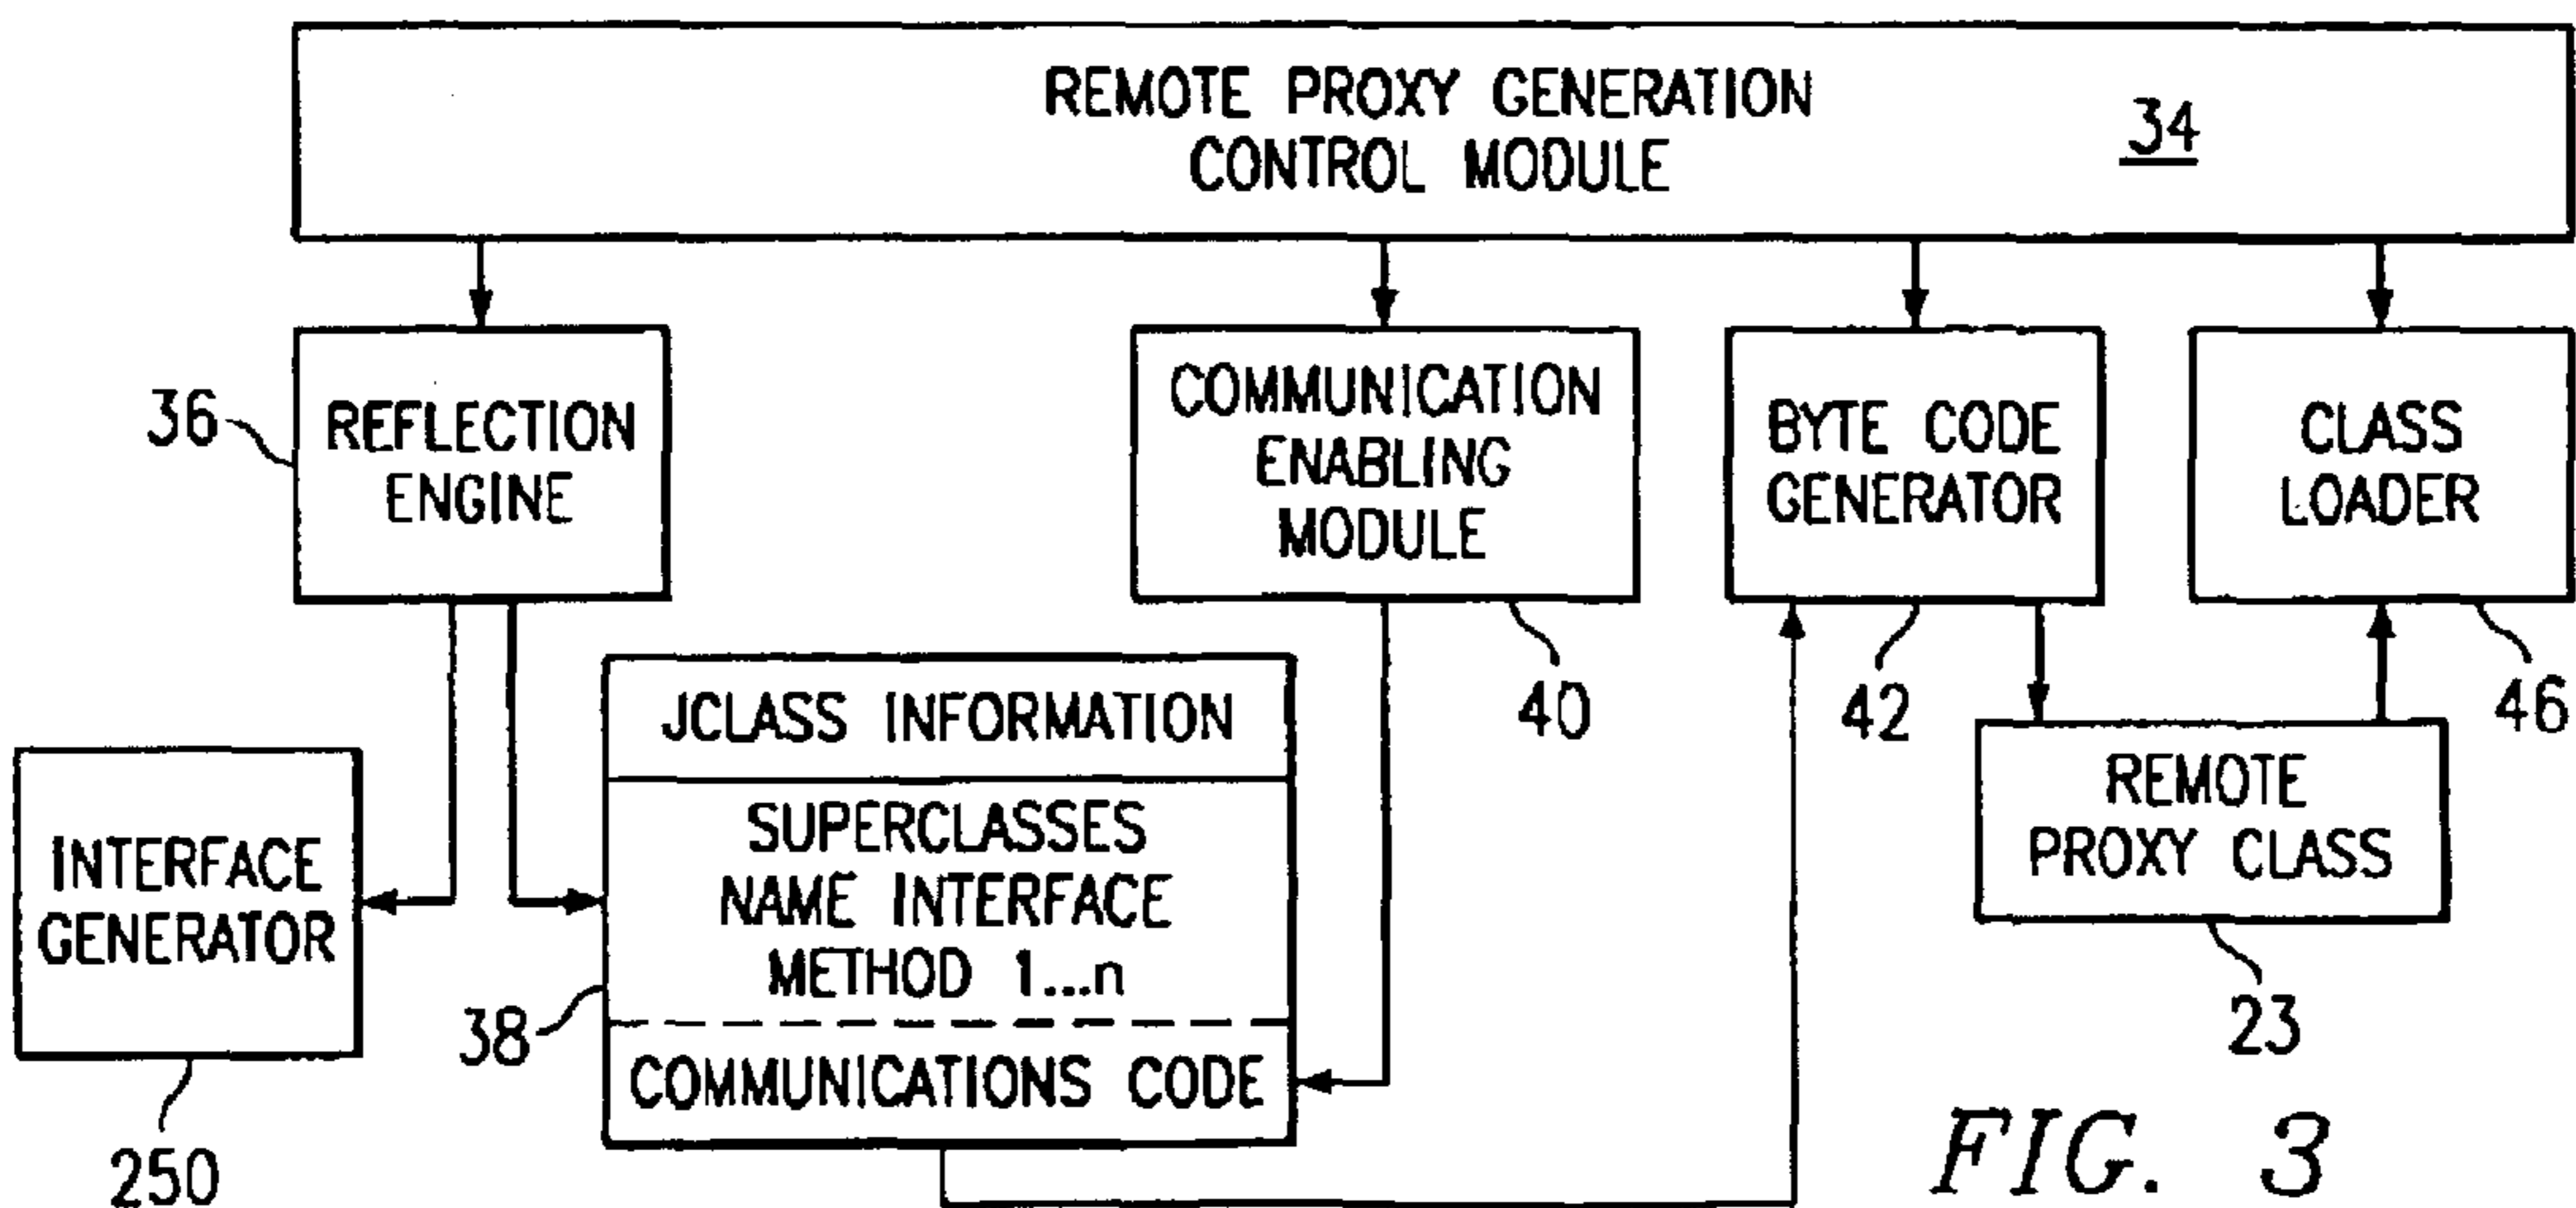 REMOTE PROXY GENERATION
CONTROL MODULE
34
36
REFLECTION
ENGINE
COMMUNICATION
ENABLING
MODULE
40
BYTE CODE
GENERATOR
42
CLASS
LOADER
46
INTERFACE
GENERATOR
250
JCLASS INFORMATION
SUPERCLASSES
NAME INTERFACE
METHOD 1...n
COMMUNICATIONS CODE
38
REMOTE
PROXY CLASS
23
FIG. 3